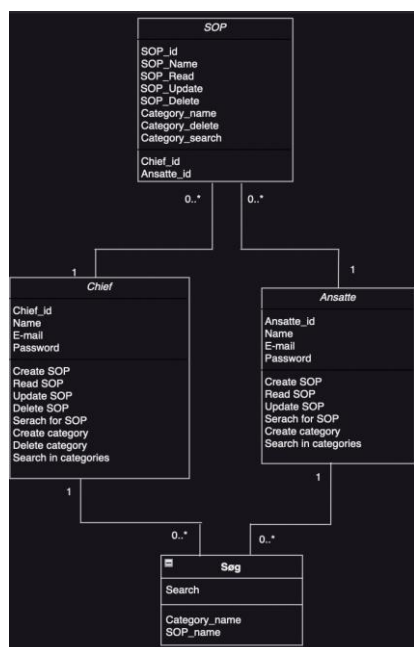 SOP
SOP_id
SOP_Name
SOP_Read
SOP_Update
SOP_Delete
Category_name
Category_delete
Category_search
Chief_id
Ansatte_id
0..*
0..*
1
1
Chief
Chief_id
Name
E-mail
Password
Create SOP
Read SOP
Update SOP
Delete SOP
Serach for SOP
Create category
Delete category
Search in categories
Ansatte
Ansatte_id
Name
E-mail
Password
Create SOP
Read SOP
Update SOP
Serach for SOP
Create category
Search in categories
1
1
0..*
0..*
Søg
Search
Category_name
SOP_name